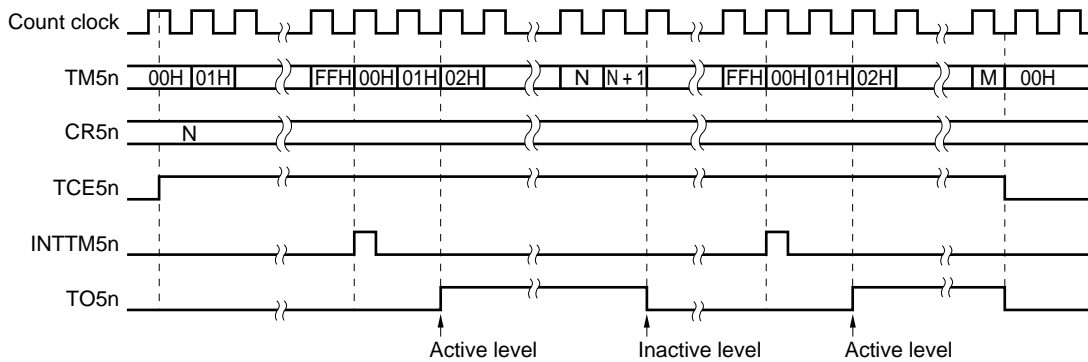 Count clock
TM5n 00H 01H FFH 00H 01H 02H N N + 1 FFH 00H 01H 02H M 00H
CR5n N
TCE5n
INTTM5n
TO5n
Active level Inactive level Active level